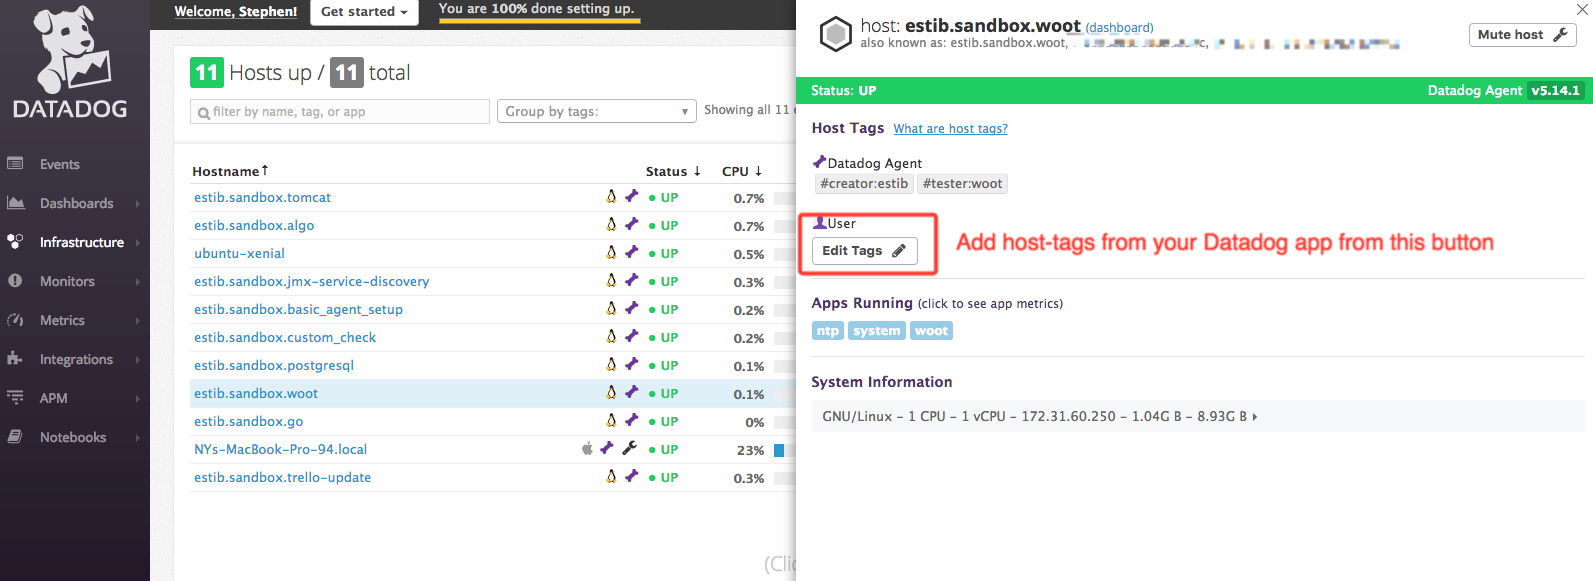 DATADOG
Events
Dashboards
Infrastructure
Monitors
Metrics
Integrations
APM
Notebooks
Welcome, Stephen!
Get started
You are 100% done setting up.
11 Hosts up / 11 total
filter by name, tag, or app
Group by tags:
Showing all 11
Hostname↑ Status ↓ CPU ↓
estib.sandbox.tomcat UP 0.7%
estib.sandbox.algo UP 0.7%
ubuntu-xenial UP 0.5%
estib.sandbox.jmx-service-discovery UP 0.3%
estib.sandbox.basic_agent_setup UP 0.2%
estib.sandbox.custom_check UP 0.2%
estib.sandbox.postgresql UP 0.1%
estib.sandbox.woot UP 0.1%
estib.sandbox.go UP 0%
NYs-MacBook-Pro-94.local UP 23%
estib.sandbox.trello-update UP 0.3%
(Cli
host: estib.sandbox.woot (dashboard)
also known as: estib.sandbox.woot,
Mute host
Status: UP
Datadog Agent v5.14.1
Host Tags What are host tags?
Datadog Agent
#creator:estib #tester:woot
User
Edit Tags
Add host-tags from your Datadog app from this button
Apps Running (click to see app metrics)
ntp system woot
System Information
GNU/Linux - 1 CPU - 1 vCPU - 172.31.60.250 - 1.04G B - 8.93G B